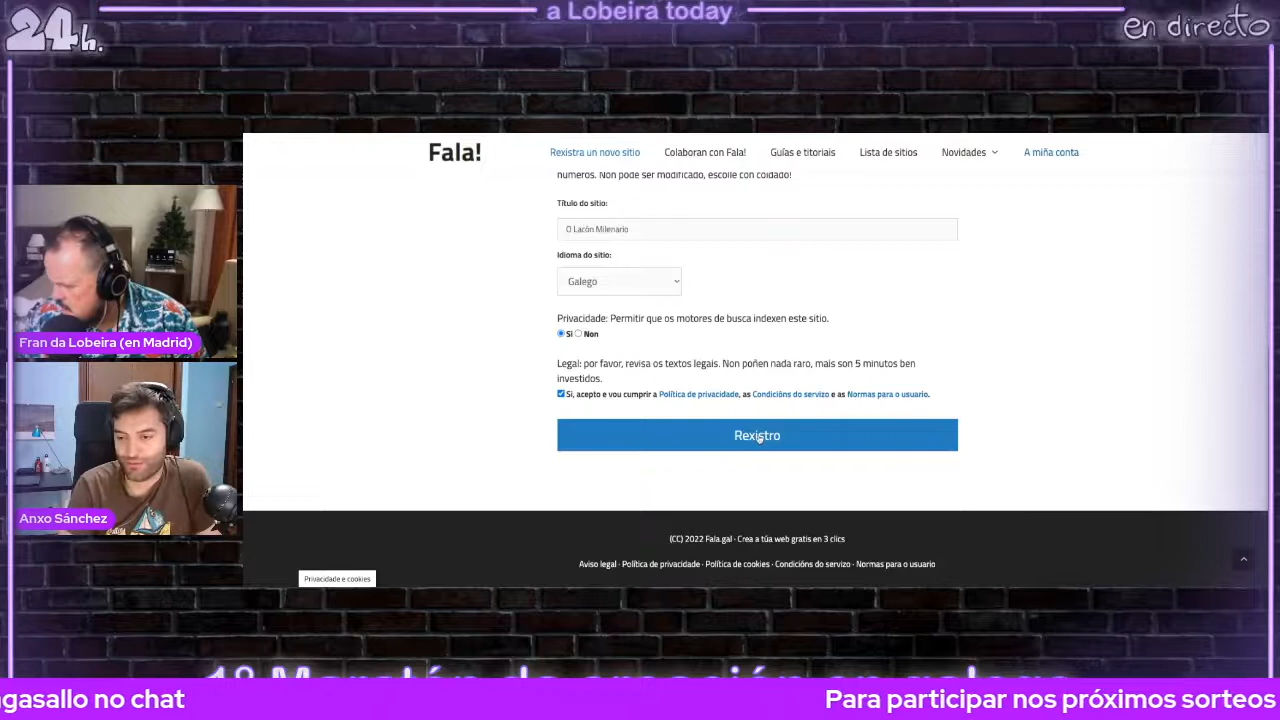 24h.
a Lobeira today
en directo
Fala!
Rexistra un novo sitio
Colaboran con Fala!
Guías e titoriais
Lista de sitios
Novidades
A miña conta
números. Non pode ser modificado, escolle con coidado!
Título do sitio:
O Lacón Milenario
Idioma do sitio:
Galego
Privacidade: Permitir que os motores de busca indexen este sitio.
Si Non
Legal: por favor, revisa os textos legais. Non poñen nada raro, mais son 5 minutos ben
investidos.
Si, acepto e vou cumprir a Política de privacidade, as Condicións do servizo e as Normas para o usuario.
Rexistro
Fran da Lobeira (en Madrid)
Anxo Sánchez
(CC) 2022 Fala.gal · Crea a túa web gratis en 3 clics
Aviso legal · Política de privacidade · Política de cookies · Condicións do servizo · Normas para o usuario
Privacidade e cookies
1º Maratón de creación en galego
agasallo no chat
Para participar nos próximos sorteos